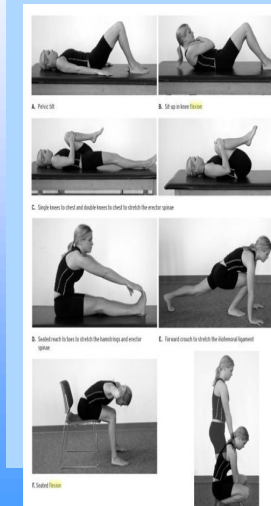 A. Pelvic tilt
B. Sit up in knee flexion
C. Single knees to chest and double knees to chest to stretch the erector spinae
D. Seated reach to toes to stretch the hamstrings and erector
spinae
E. Forward crouch to stretch the iliofemoral ligament
F. Seated flexion